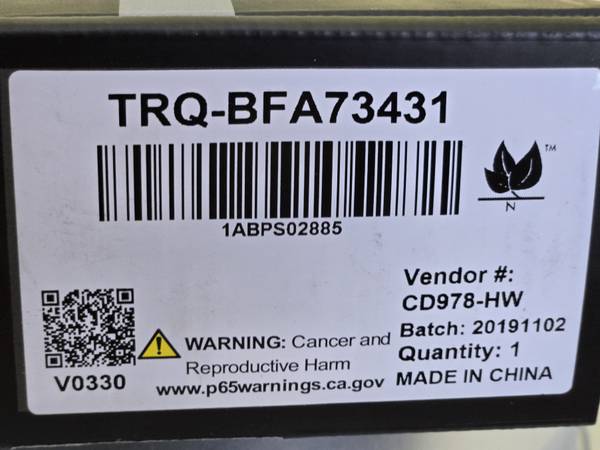 TRQ-BFA73431
TM
N
1ABPS02885
Vendor #:
CD978-HW
Batch: 20191102
Quantity: 1
MADE IN CHINA
WARNING: Cancer and
Reproductive Harm
www.p65warnings.ca.gov
V0330